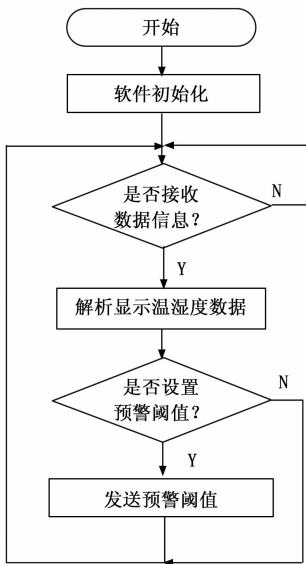 开始
软件初始化
是否接收
数据信息?
N
Y
解析显示温湿度数据
是否设置
预警阈值?
N
Y
发送预警阈值